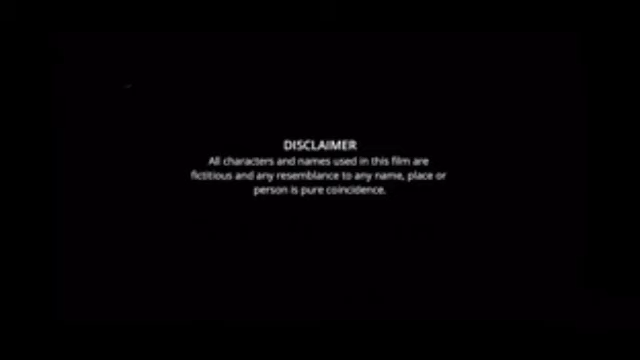 DISCLAIMER
All characters and names used in this film are
fictitious and any resemblance to any name, place or
person is pure coincidence.